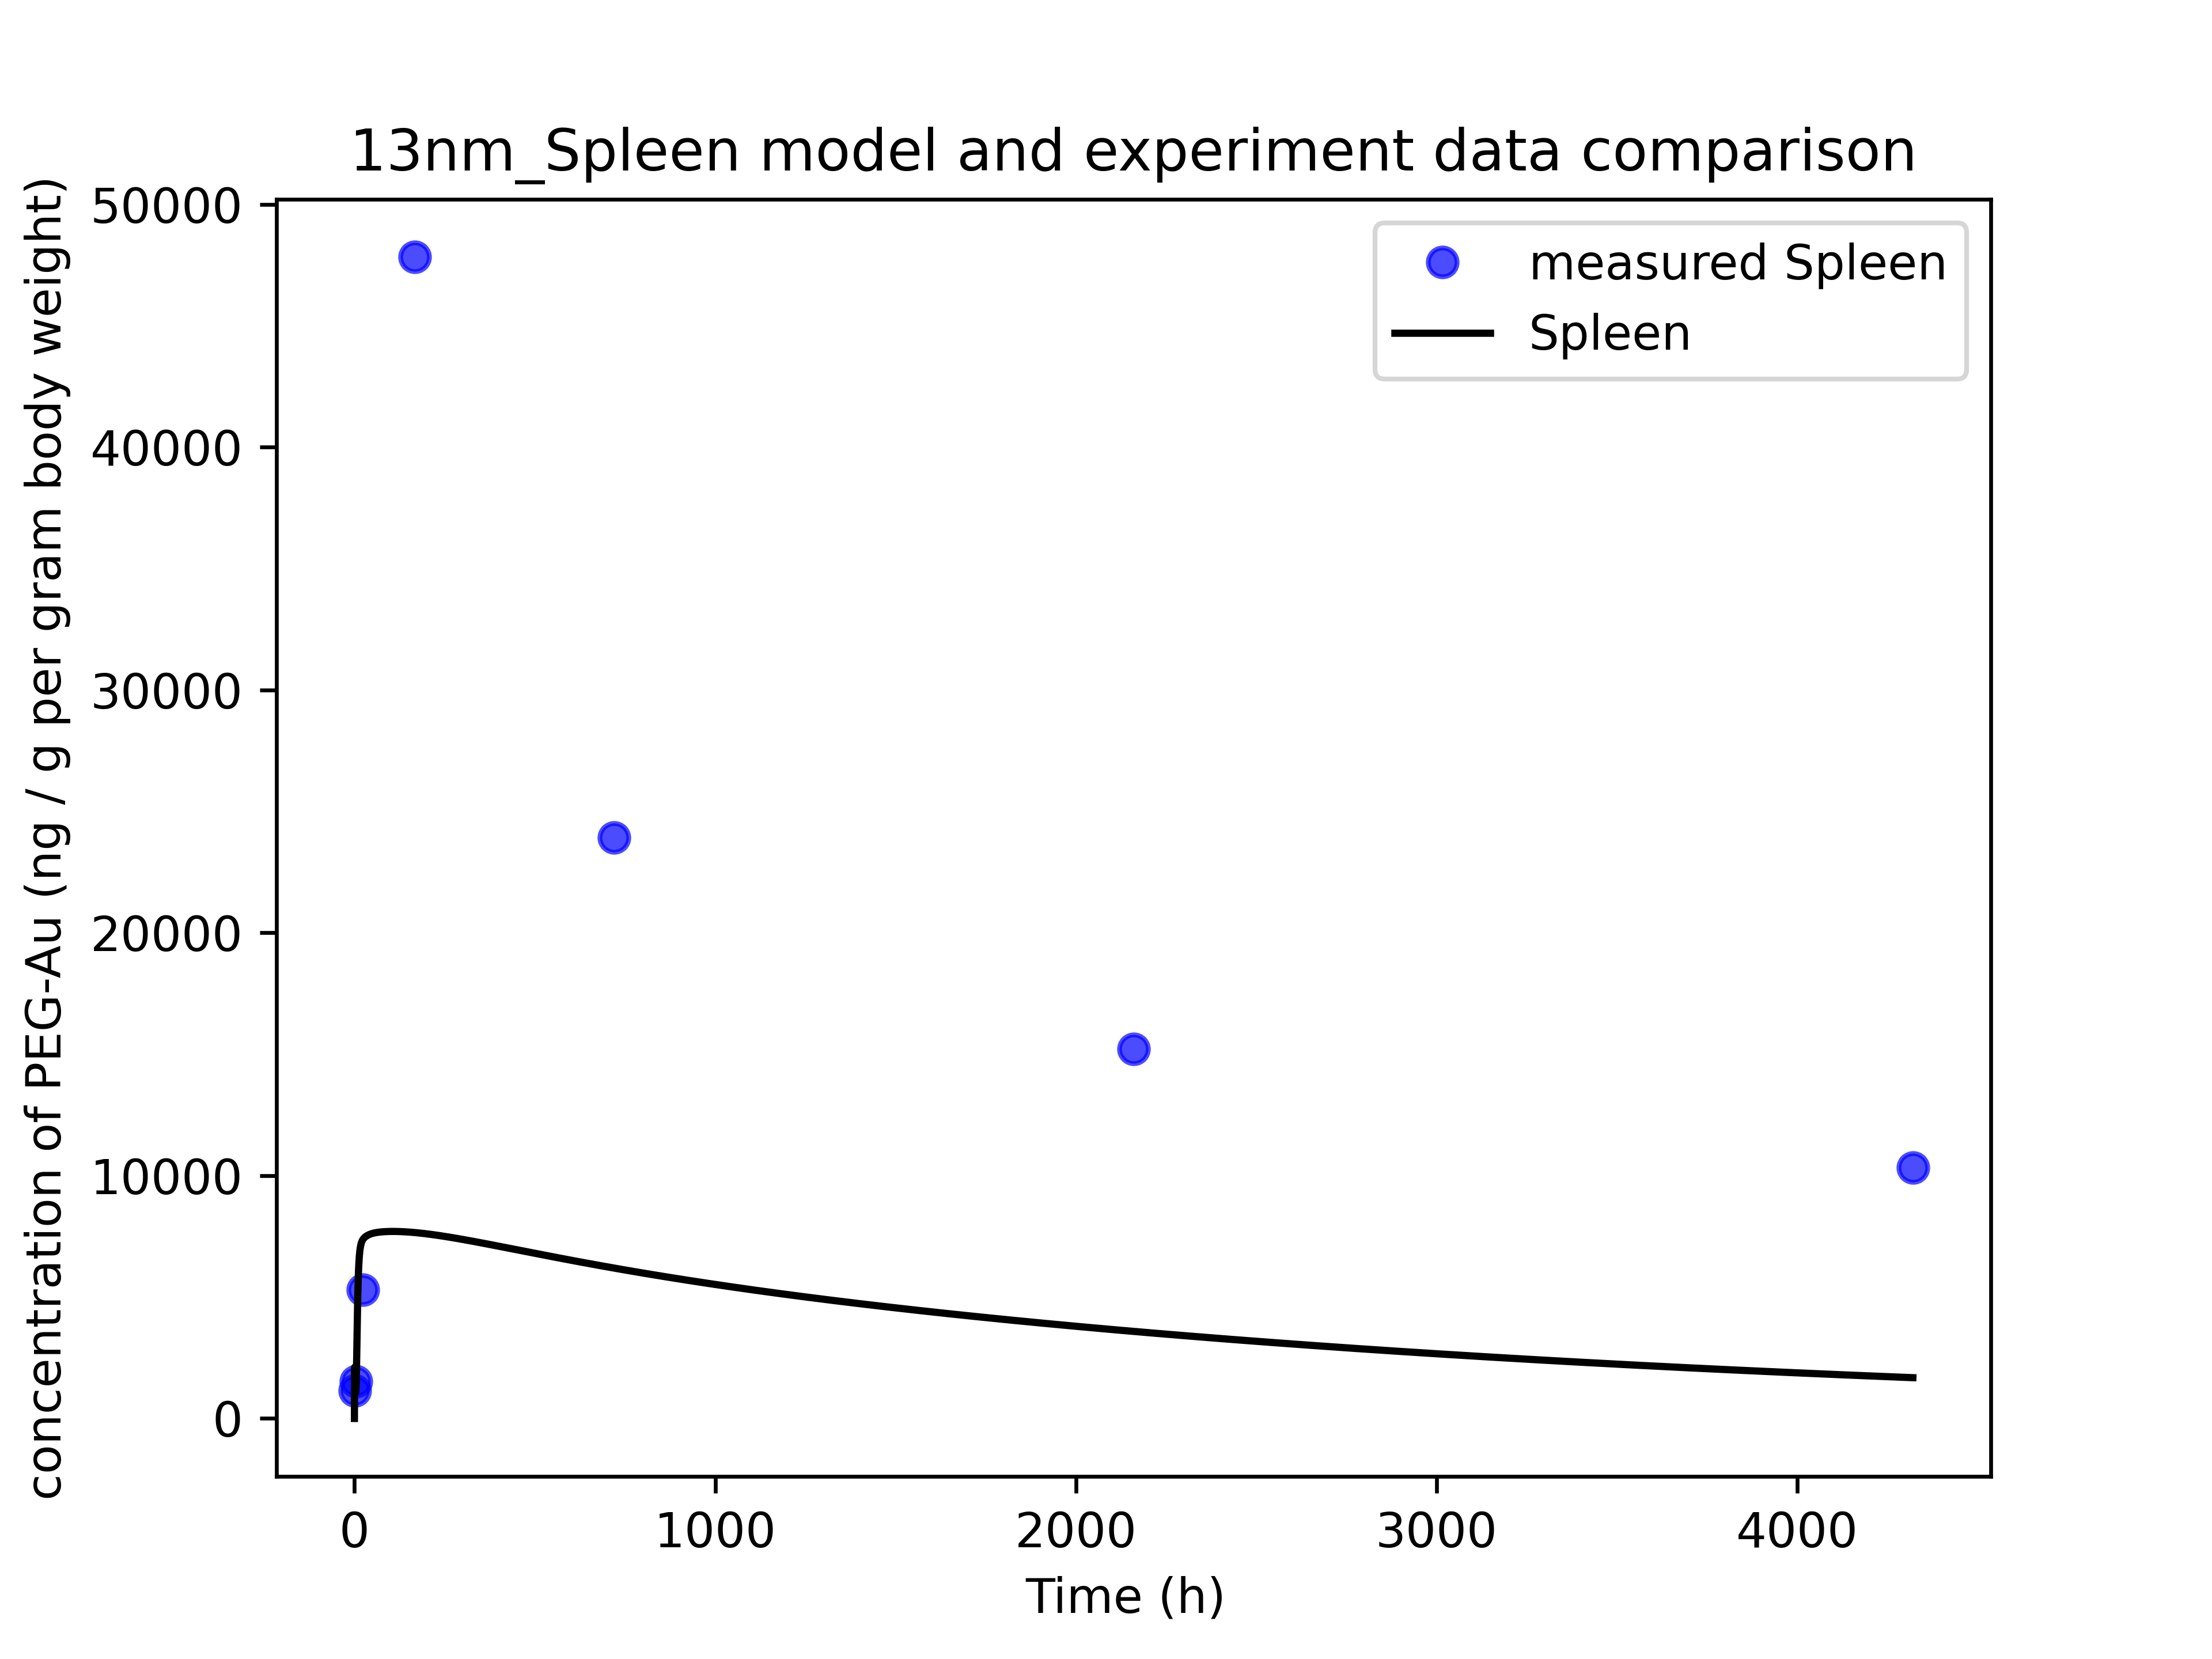 13nm_Spleen model and experiment data comparison
concentration of PEG-Au (ng / g per gram body weight)
50000
40000
30000
20000
10000
0
measured Spleen
Spleen
0 1000 2000 3000 4000
Time (h)